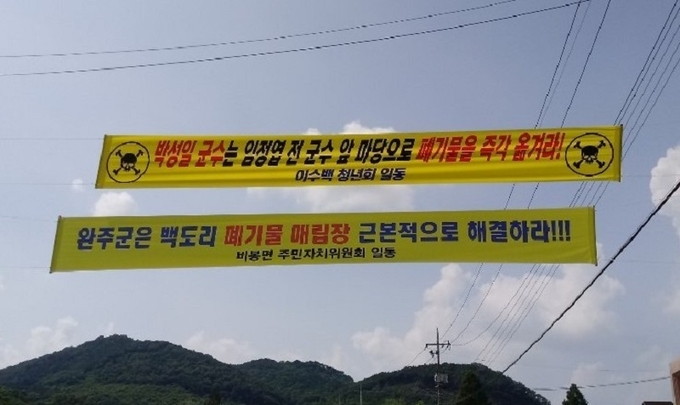 박성일 군수는 임정엽 전 군수 앞 마당으로 폐기물을 즉각 옮겨라!
이수백 청년회 일동
완주군은 백도리 폐기물 매립장 근본적으로 해결하라!!!
비봉면 주민자치위원회 일동